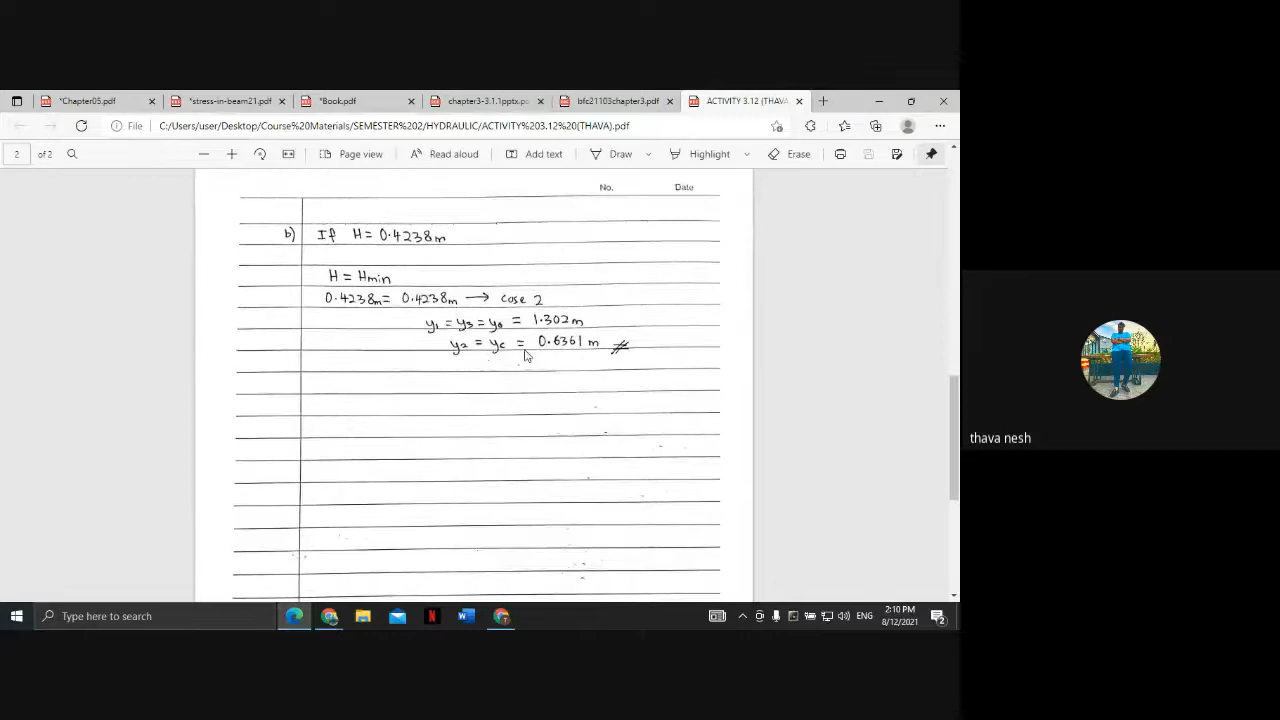 *Chapter05.pdf
*stress-in-beam21.pdf
*Book.pdf
chapter3-3.1.1pptx.pc
bfc21103chapter3.pdf
ACTIVITY 3.12 (THAVA
File
C:/Users/user/Desktop/Course%20Materials/SEMESTER%202/HYDRAULIC/ACTIVITY%203.12%20(THAVA).pdf
2 of 2
Page view
Read aloud
Add text
Draw
Highlight
Erase
No. Date
b) If H = 0.4238m
H = Hmin
0.4238m = 0.4238m → case 2
y1 = y3 = y0 = 1.302m
y2 = yc = 0.6361 m
thava nesh
Type here to search
ENG
2:10 PM
8/12/2021
2